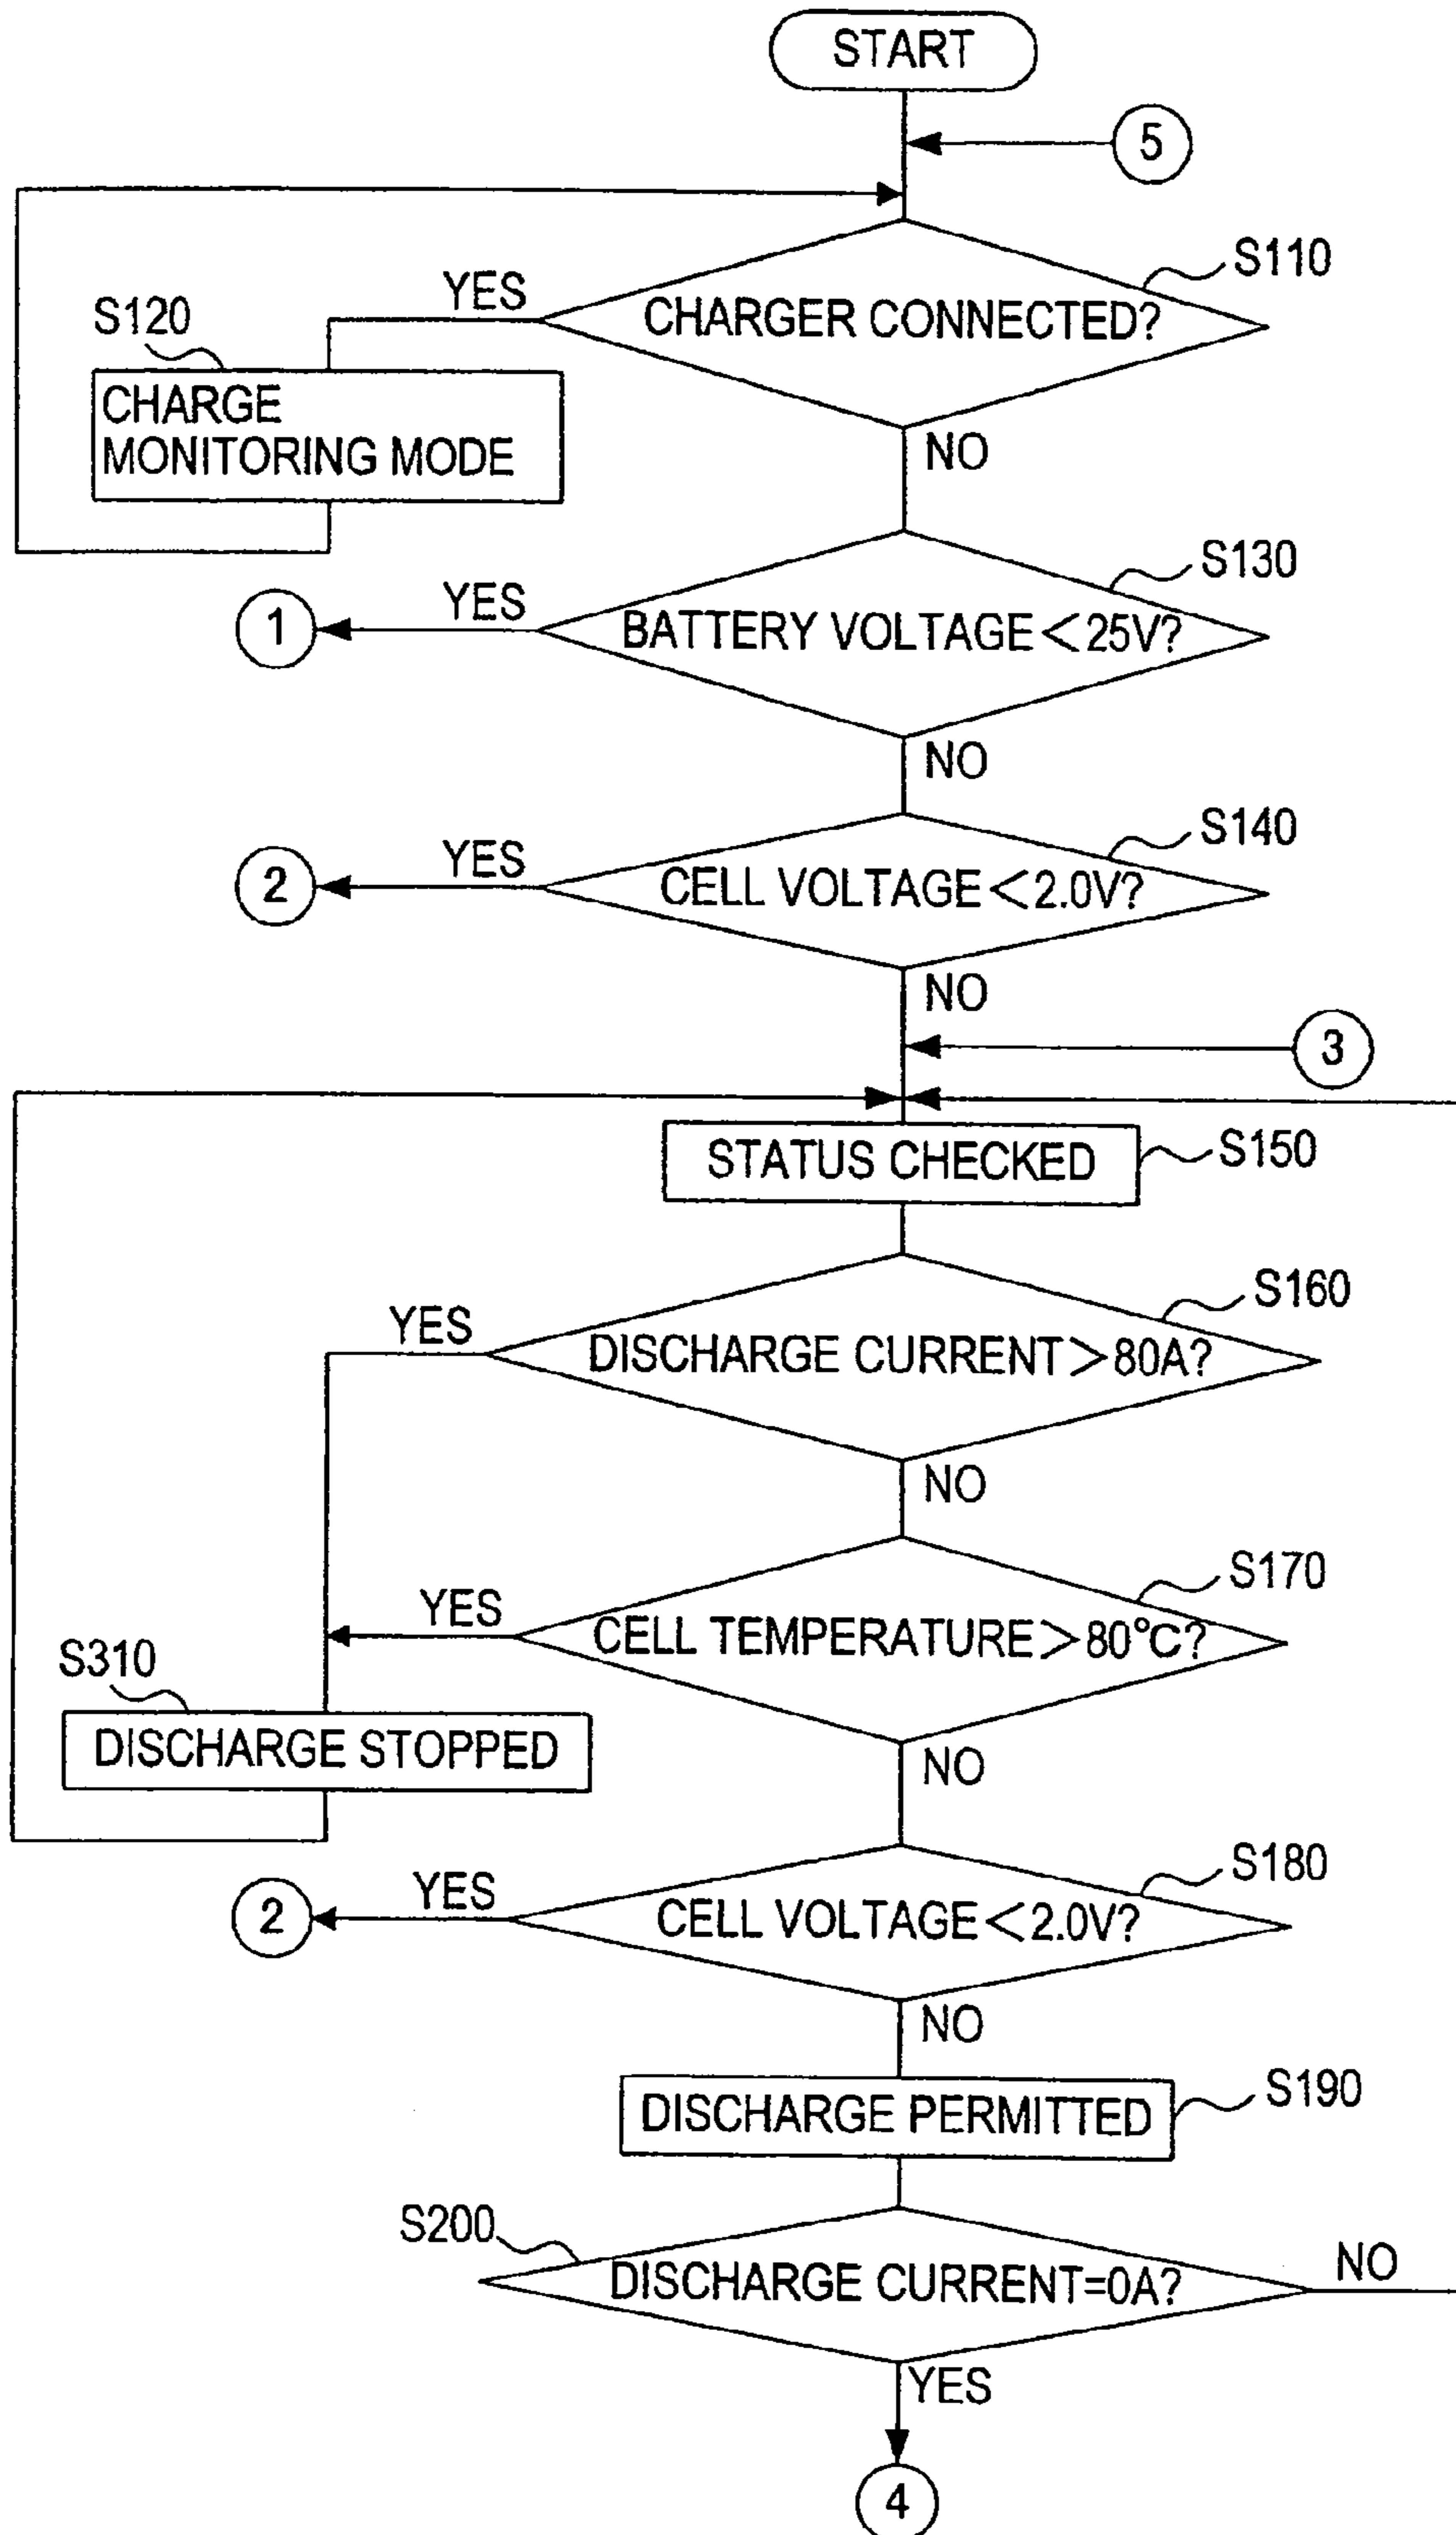 START
5
S110
YES
CHARGER CONNECTED?
S120
CHARGE
MONITORING MODE
NO
S130
YES
1
BATTERY VOLTAGE<25V?
NO
S140
YES
2
CELL VOLTAGE<2.0V?
NO
3
STATUS CHECKED
S150
S160
YES
DISCHARGE CURRENT>80A?
NO
S170
YES
CELL TEMPERATURE>80°C?
S310
DISCHARGE STOPPED
NO
S180
YES
2
CELL VOLTAGE<2.0V?
NO
S190
DISCHARGE PERMITTED
S200
DISCHARGE CURRENT=0A?
NO
YES
4